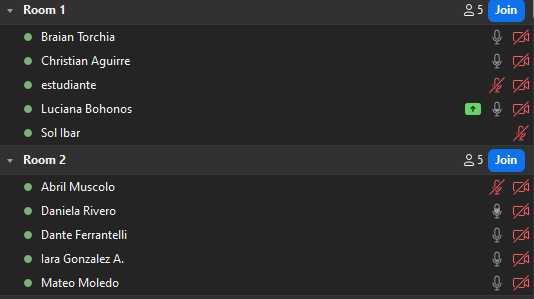 Room 1 5 Join
Braian Torchia
Christian Aguirre
estudiante
Luciana Bohonos
Sol Ibar
Room 2 5 Join
Abril Muscolo
Daniela Rivero
Dante Ferrantelli
Iara Gonzalez A.
Mateo Moledo